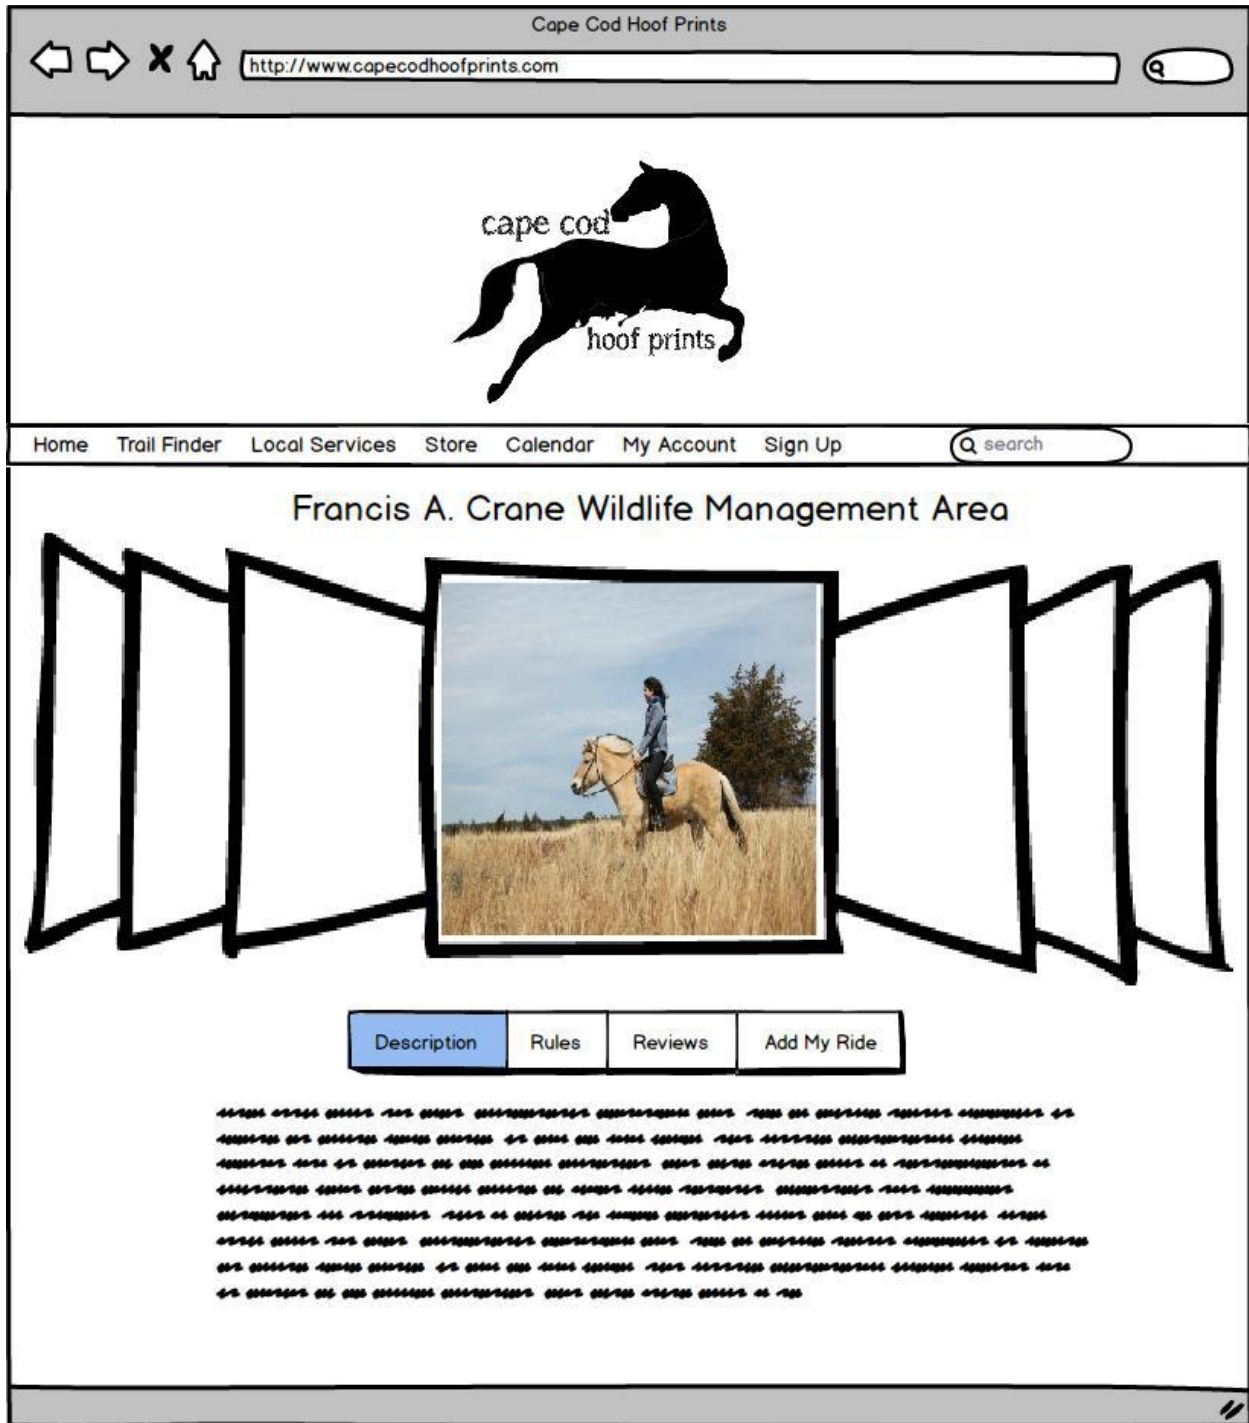 Cape Cod Hoof Prints
http://www.capecodhoofprints.com
cape cod
hoof prints
Home Trail Finder Local Services Store Calendar My Account Sign Up search
Francis A. Crane Wildlife Management Area
Description Rules Reviews Add My Ride